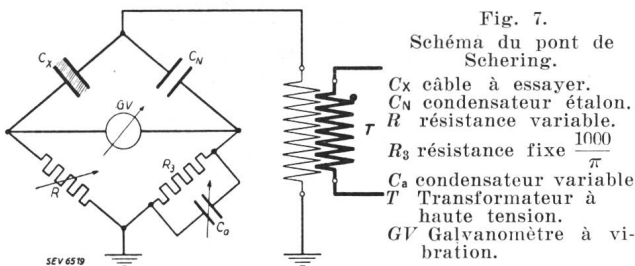 Fig. 7.
Schéma du pont de
Schering.
Cx câble à essayer.
CN condensateur étalon.
R résistance variable.
R3 résistance fixe 1000/π
Ca condensateur variable
T Transformateur à
haute tension.
GV Galvanomètre à vi-
bration.
Cx
CN
GV
T
R
R3
Ca
SEV 6519